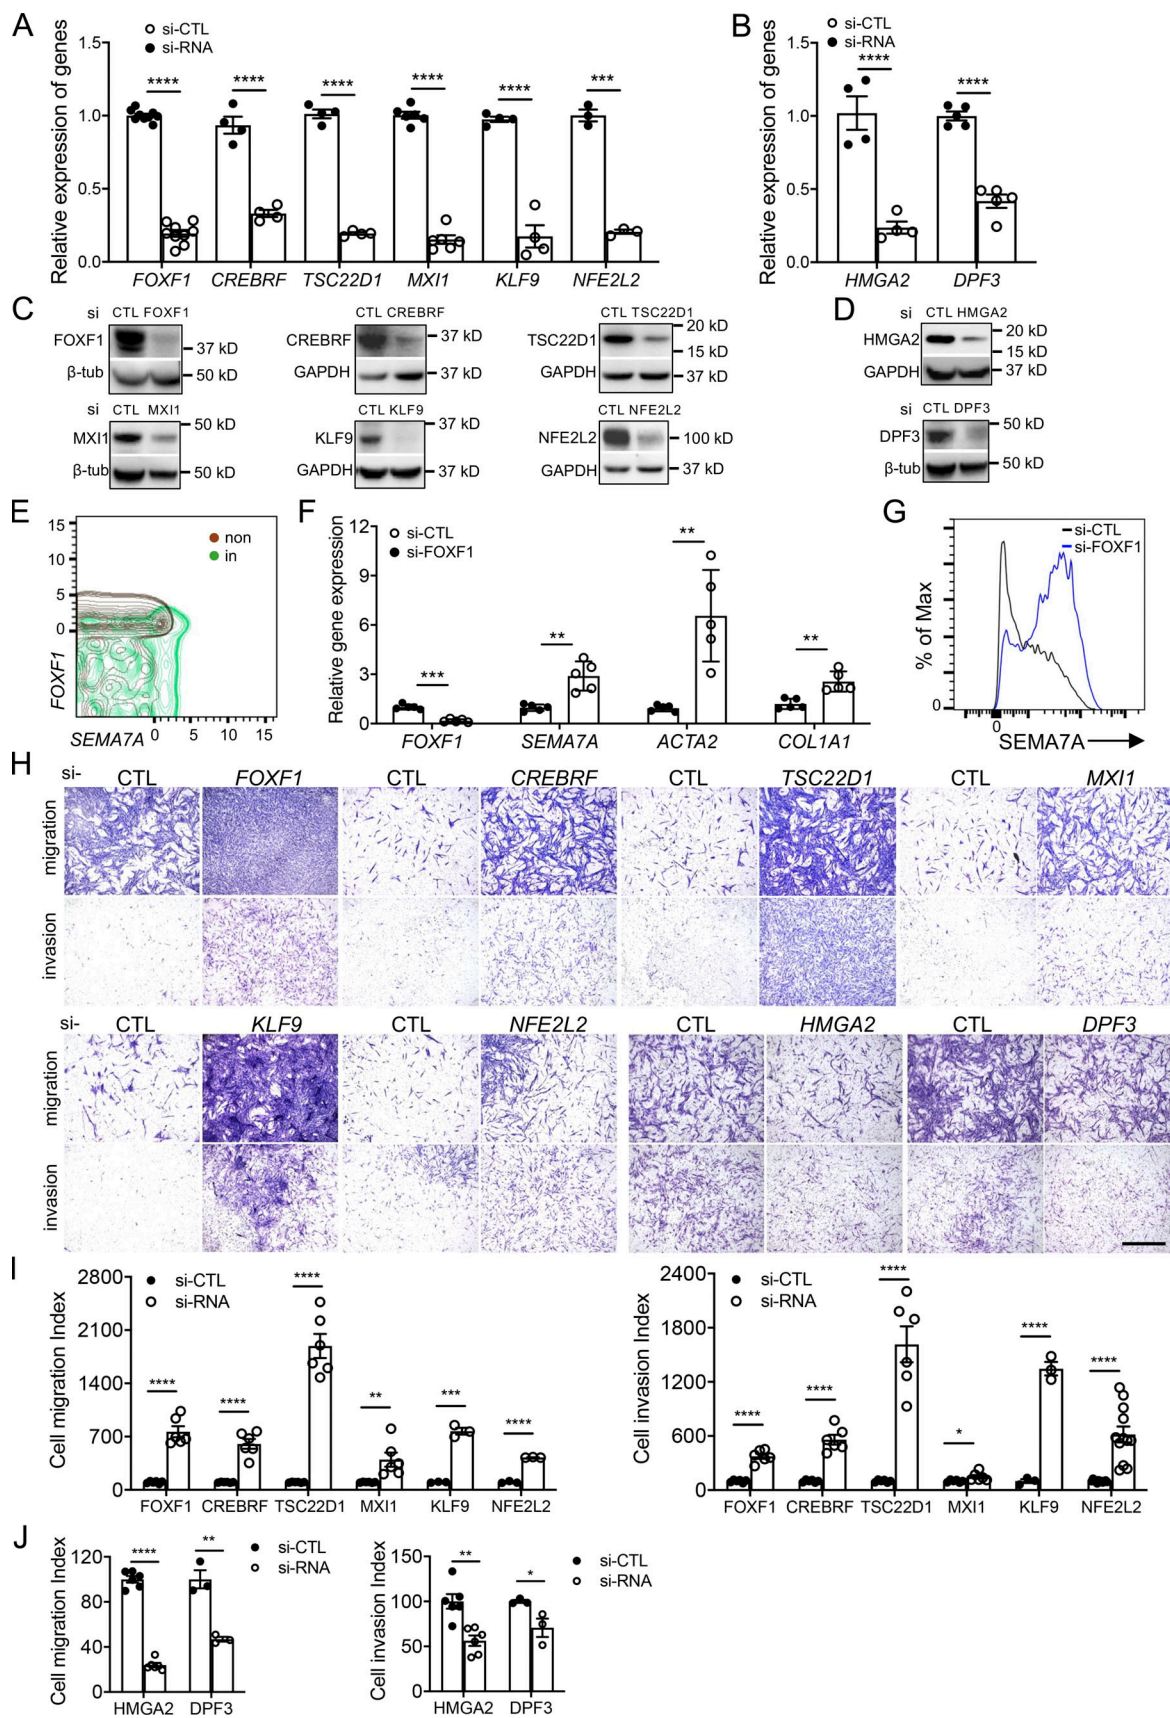 A
si-CTL
si-RNA
Relative expression of genes
1.5
1.0
0.5
0.0
**** **** **** **** **** ***
FOXF1 CREBRF TSC22D1 MXI1 KLF9 NFE2L2
B
si-CTL
si-RNA
Relative expression of genes
1.5
1.0
0.5
0.0
**** ****
HMGA2 DPF3
C
si CTL FOXF1
FOXF1
37 kD
β-tub
50 kD
CTL CREBRF
CREBRF
37 kD
GAPDH
37 kD
CTL TSC22D1
TSC22D1
20 kD
15 kD
GAPDH
37 kD
si CTL MXI1
MXI1
50 kD
β-tub
50 kD
CTL KLF9
KLF9
37 kD
GAPDH
37 kD
CTL NFE2L2
NFE2L2
100 kD
GAPDH
37 kD
D
si CTL HMGA2
HMGA2
20 kD
15 kD
GAPDH
37 kD
si CTL DPF3
DPF3
50 kD
β-tub
50 kD
E
15
10
5
0
FOXF1
non
in
SEMA7A 0 5 10 15
F
si-CTL
si-FOXF1
Relative gene expression
12
9
6
3
0
*** ** ** **
FOXF1 SEMA7A ACTA2 COL1A1
G
si-CTL
si-FOXF1
% of Max
0
0
SEMA7A
H
si- CTL FOXF1 CTL CREBRF CTL TSC22D1 CTL MXI1
migration
invasion
si- CTL KLF9 CTL NFE2L2 CTL HMGA2 CTL DPF3
migration
invasion
I
si-CTL
si-RNA
Cell migration Index
2800
2100
1400
700
0
**** **** **** ** *** ****
FOXF1 CREBRF TSC22D1 MXI1 KLF9 NFE2L2
si-CTL
si-RNA
Cell invasion Index
2400
1800
1200
600
0
**** **** **** * **** ****
FOXF1 CREBRF TSC22D1 MXI1 KLF9 NFE2L2
J
si-CTL
si-RNA
Cell migration Index
120
80
40
0
**** **
HMGA2 DPF3
si-CTL
si-RNA
Cell invasion Index
150
100
50
0
** *
HMGA2 DPF3